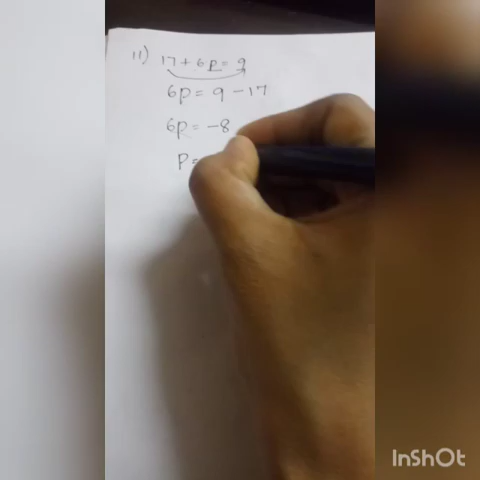 11) 17 + 6p = 9
6p = 9 - 17
6p = -8
p =
InShOt